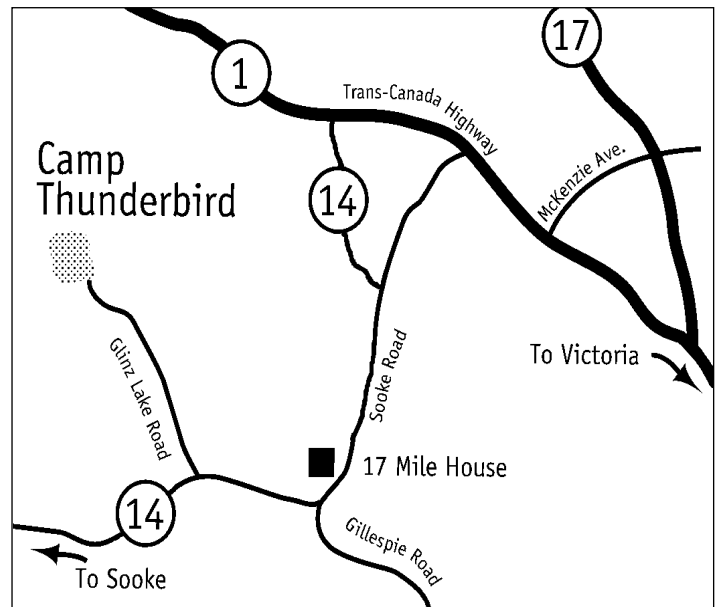 17
1
Trans-Canada Highway
McKenzie Ave.
Camp
Thunderbird
14
To Victoria
Sooke Road
Glinz Lake Road
17 Mile House
14
Gillespie Road
To Sooke